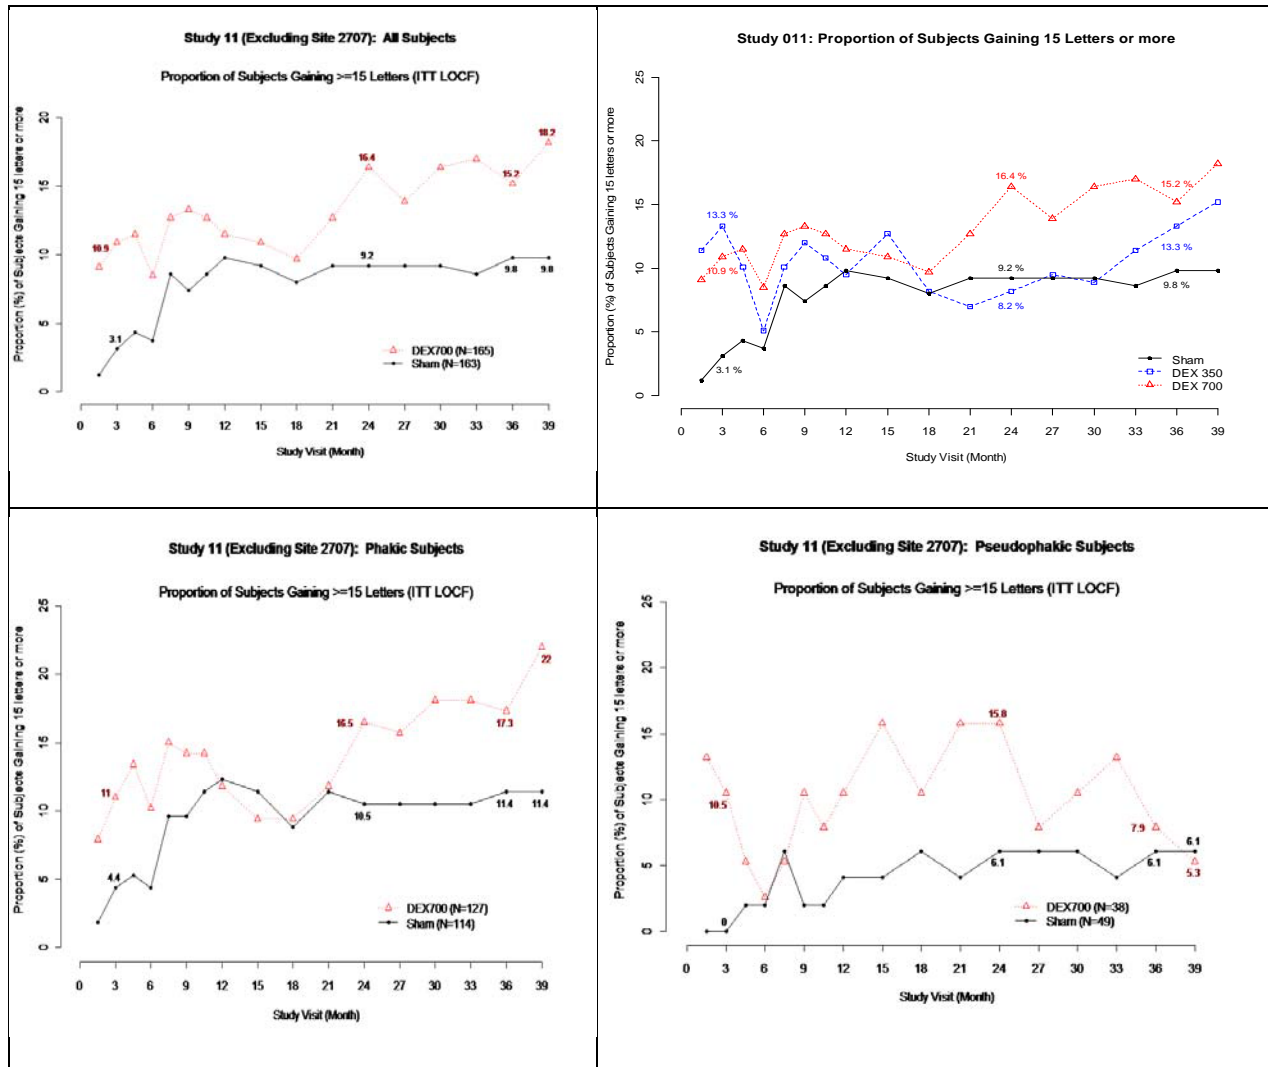 Study 11 (Excluding Site 2707): All Subjects
Proportion of Subjects Gaining >=15 Letters (ITT LOCF)
Proportion (%) of Subjects Gaining 15 letters or more
20
15
10
5
0
10.9
3.1
16.4
9.2
15.2
9.8
18.2
9.8
DEX700 (N=165)
Sham (N=163)
0 3 6 9 12 15 18 21 24 27 30 33 36 39
Study Visit (Month)
Study 011: Proportion of Subjects Gaining 15 Letters or more
Proportion (%) of Subjects Gaining 15 letters or more
25
20
15
10
5
0
13.3 %
10.9 %
3.1 %
16.4 %
9.2 %
8.2 %
15.2 %
13.3 %
9.8 %
Sham
DEX 350
DEX 700
0 3 6 9 12 15 18 21 24 27 30 33 36 39
Study Visit (Month)
Study 11 (Excluding Site 2707): Phakic Subjects
Proportion of Subjects Gaining >=15 Letters (ITT LOCF)
Proportion (%) of Subjects Gaining 15 letters or more
25
20
15
10
5
0
11
4.4
16.5
10.5
17.3
11.4
22
11.4
DEX700 (N=127)
Sham (N=114)
0 3 6 9 12 15 18 21 24 27 30 33 36 39
Study Visit (Month)
Study 11 (Excluding Site 2707): Pseudophakic Subjects
Proportion of Subjects Gaining >=15 Letters (ITT LOCF)
Proportion (%) of Subjects Gaining 15 letters or more
25
20
15
10
5
0
10.5
0
15.8
6.1
7.9
6.1
6.1
5.3
DEX700 (N=38)
Sham (N=49)
0 3 6 9 12 15 18 21 24 27 30 33 36 39
Study Visit (Month)